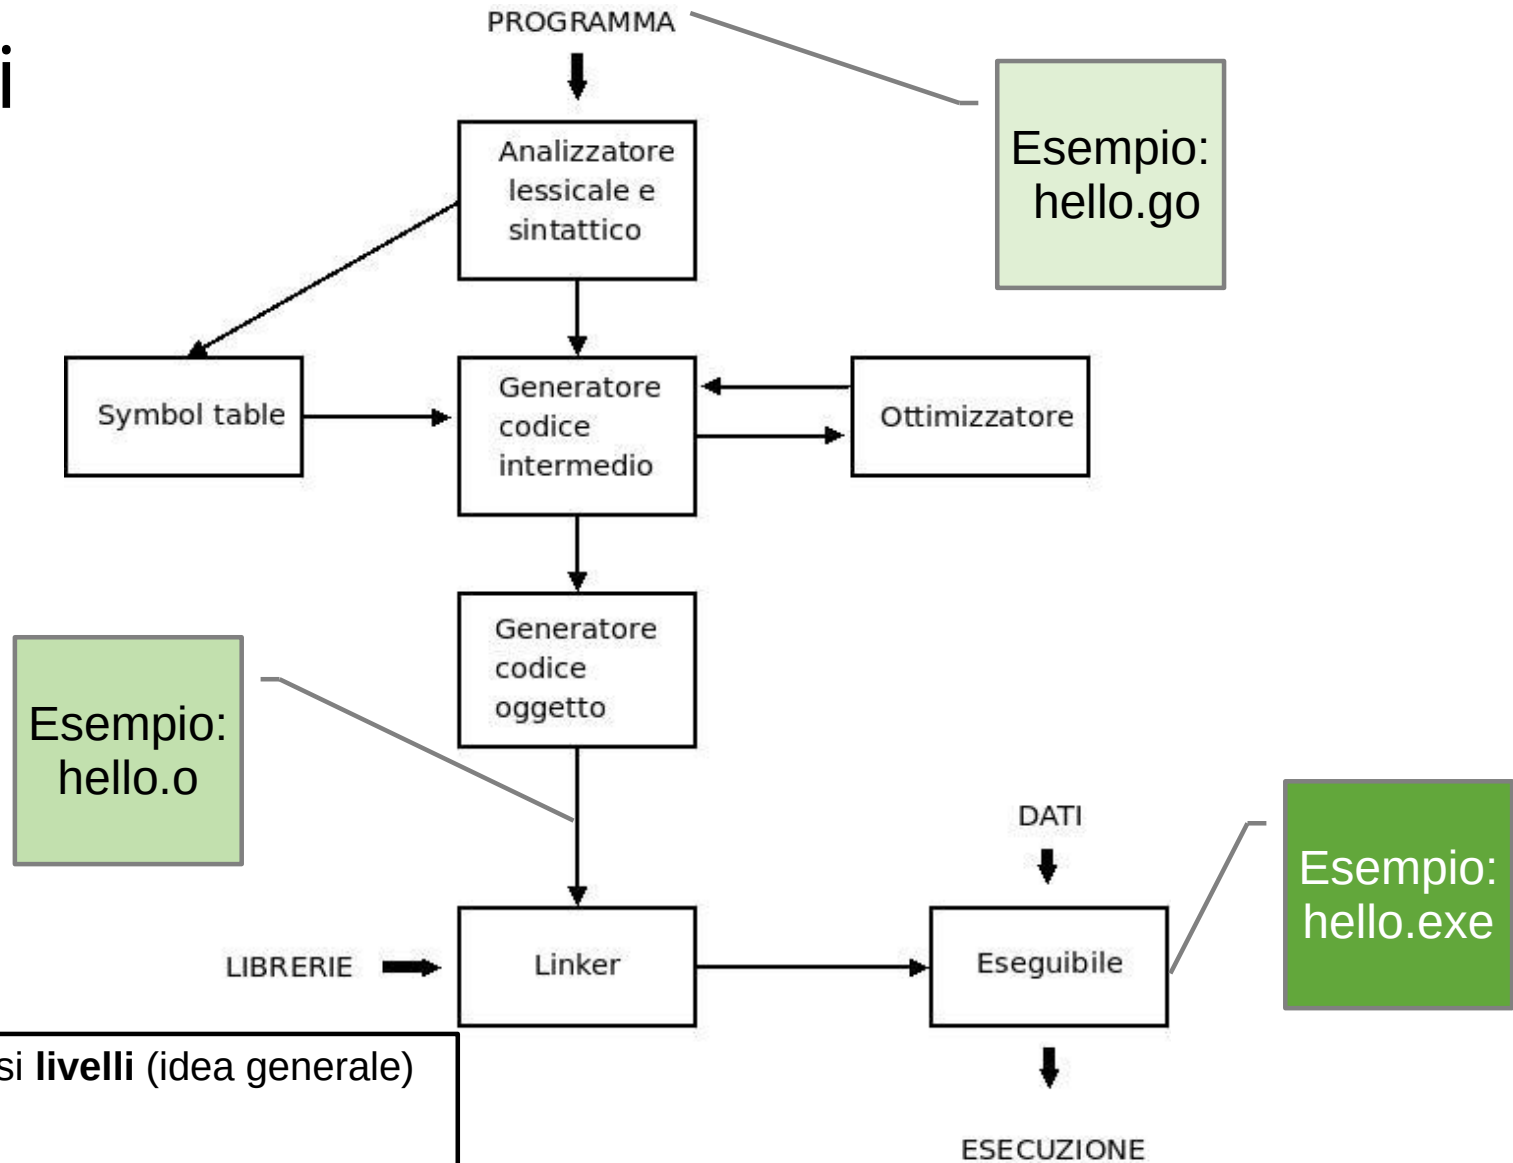 i
PROGRAMMA
Esempio:
hello.go
Analizzatore
lessicale e
sintattico
Symbol table
Generatore
codice
intermedio
Ottimizzatore
Generatore
codice
oggetto
Esempio:
hello.o
DATI
Esempio:
hello.exe
LIBRERIE
Linker
Eseguibile
si livelli (idea generale)
ESECUZIONE